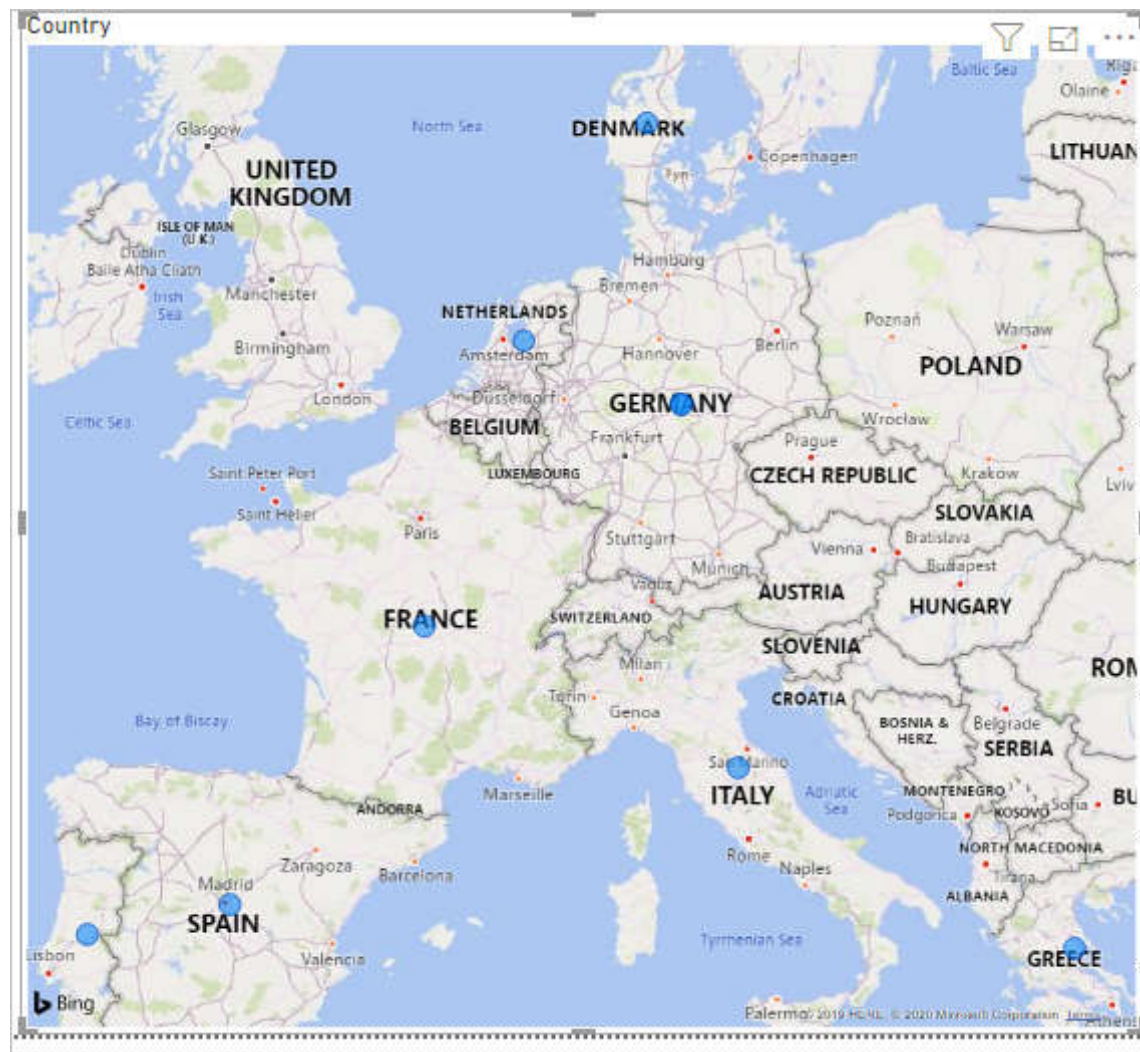 Country
Baltic Sea
Riga
Olaine
Glasgow
North Sea
DENMARK
Copenhagen
LITHUAN
UNITED
KINGDOM
Fyn
ISLE OF MAN
(U.K.)
Dublin
Baile Atha Cliath
Irish
Sea
Manchester
Hamburg
Bremen
NETHERLANDS
Amsterdam
Birmingham
Hannover
Berlin
Poznań
Warsaw
POLAND
London
Düsseldorf
GERMANY
Wrocław
Celtic Sea
BELGIUM
Frankfurt
Prague
LUXEMBOURG
CZECH REPUBLIC
Krakow
Lviv
Saint Peter Port
Saint Helier
SLOVAKIA
Paris
Stuttgart
Vienna
Bratislava
Munich
Budapest
Vaduz
AUSTRIA
HUNGARY
FRANCE
SWITZERLAND
SLOVENIA
Milan
ROM
Torin
CROATIA
Genoa
Bay of Biscay
BOSNIA &
HERZ.
Belgrade
SERBIA
San Marino
Marseille
ITALY
Adriatic
Sea
MONTENEGRO
BU
ANDORRA
Podgorica
KOSOVO
Sofia
Rome
NORTH MACEDONIA
Zaragoza
Barcelona
Naples
Tirana
Madrid
ALBANIA
SPAIN
Tyrrhenian Sea
Lisbon
Valencia
GREECE
Bing
Palermo
© 2019 HERE, © 2020 Microsoft Corporation Terms
Athens